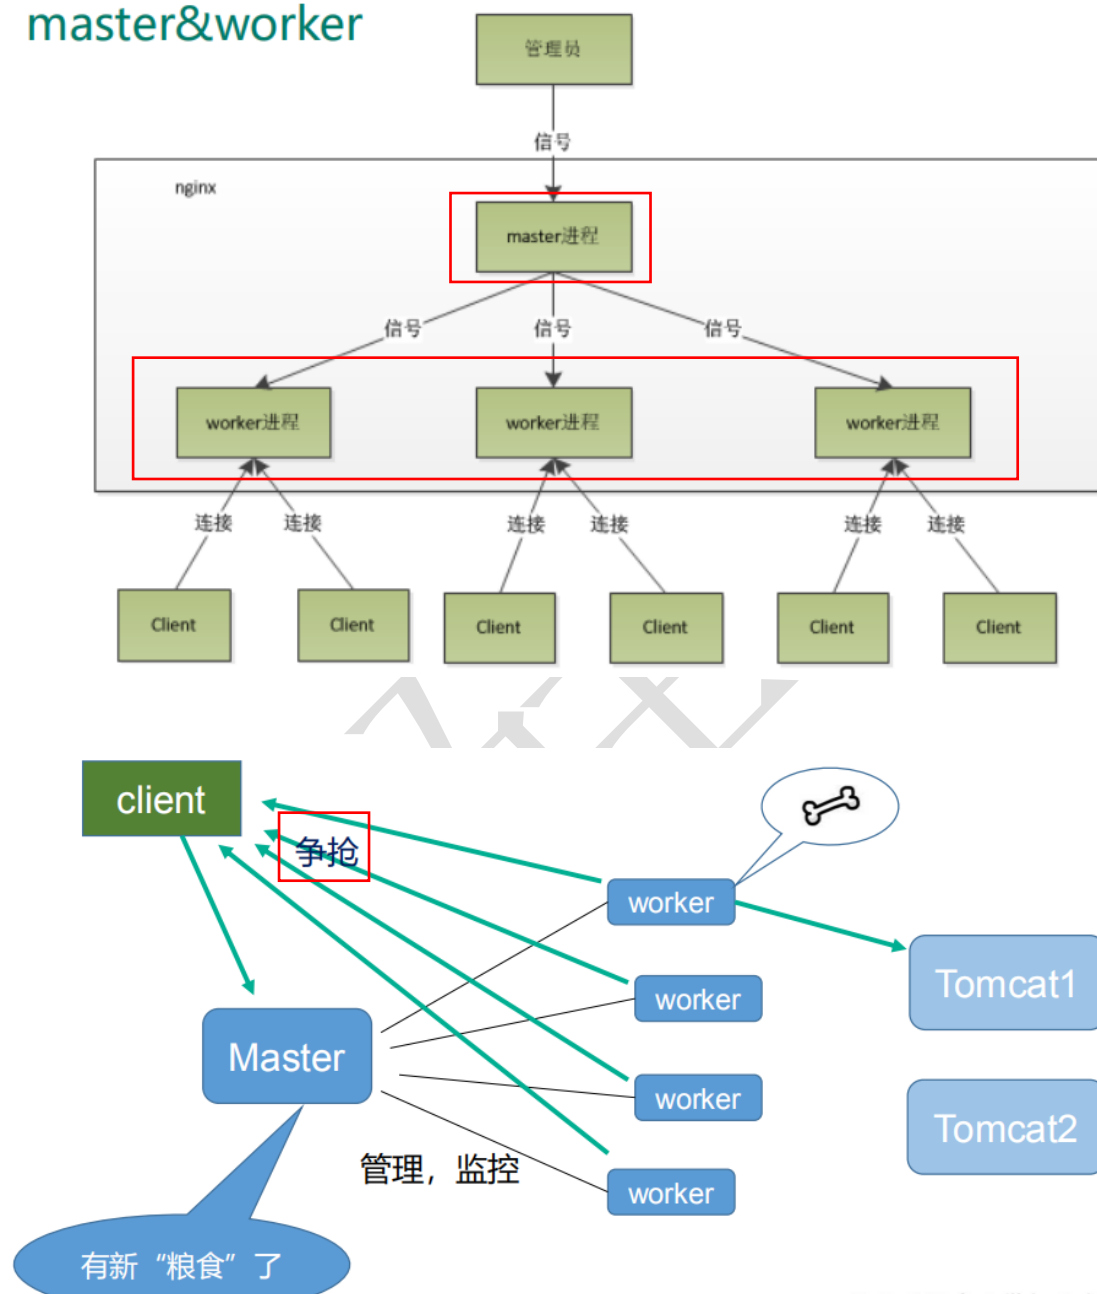 master&worker
管理员
信号
nginx
master进程
信号 信号 信号
worker进程 worker进程 worker进程
连接 连接 连接 连接 连接 连接
Client Client Client Client Client Client
client
争抢
worker
Tomcat1
worker
Master
worker
Tomcat2
管理，监控
worker
有新“粮食”了